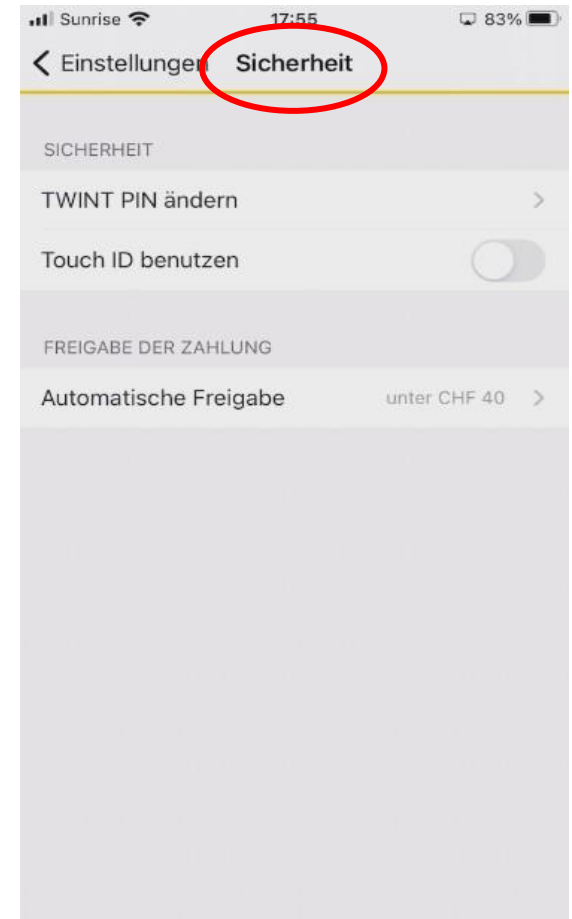 Sunrise 17:55 83%
Einstellungen Sicherheit
SICHERHEIT
TWINT PIN ändern
Touch ID benutzen
FREIGABE DER ZAHLUNG
Automatische Freigabe unter CHF 40